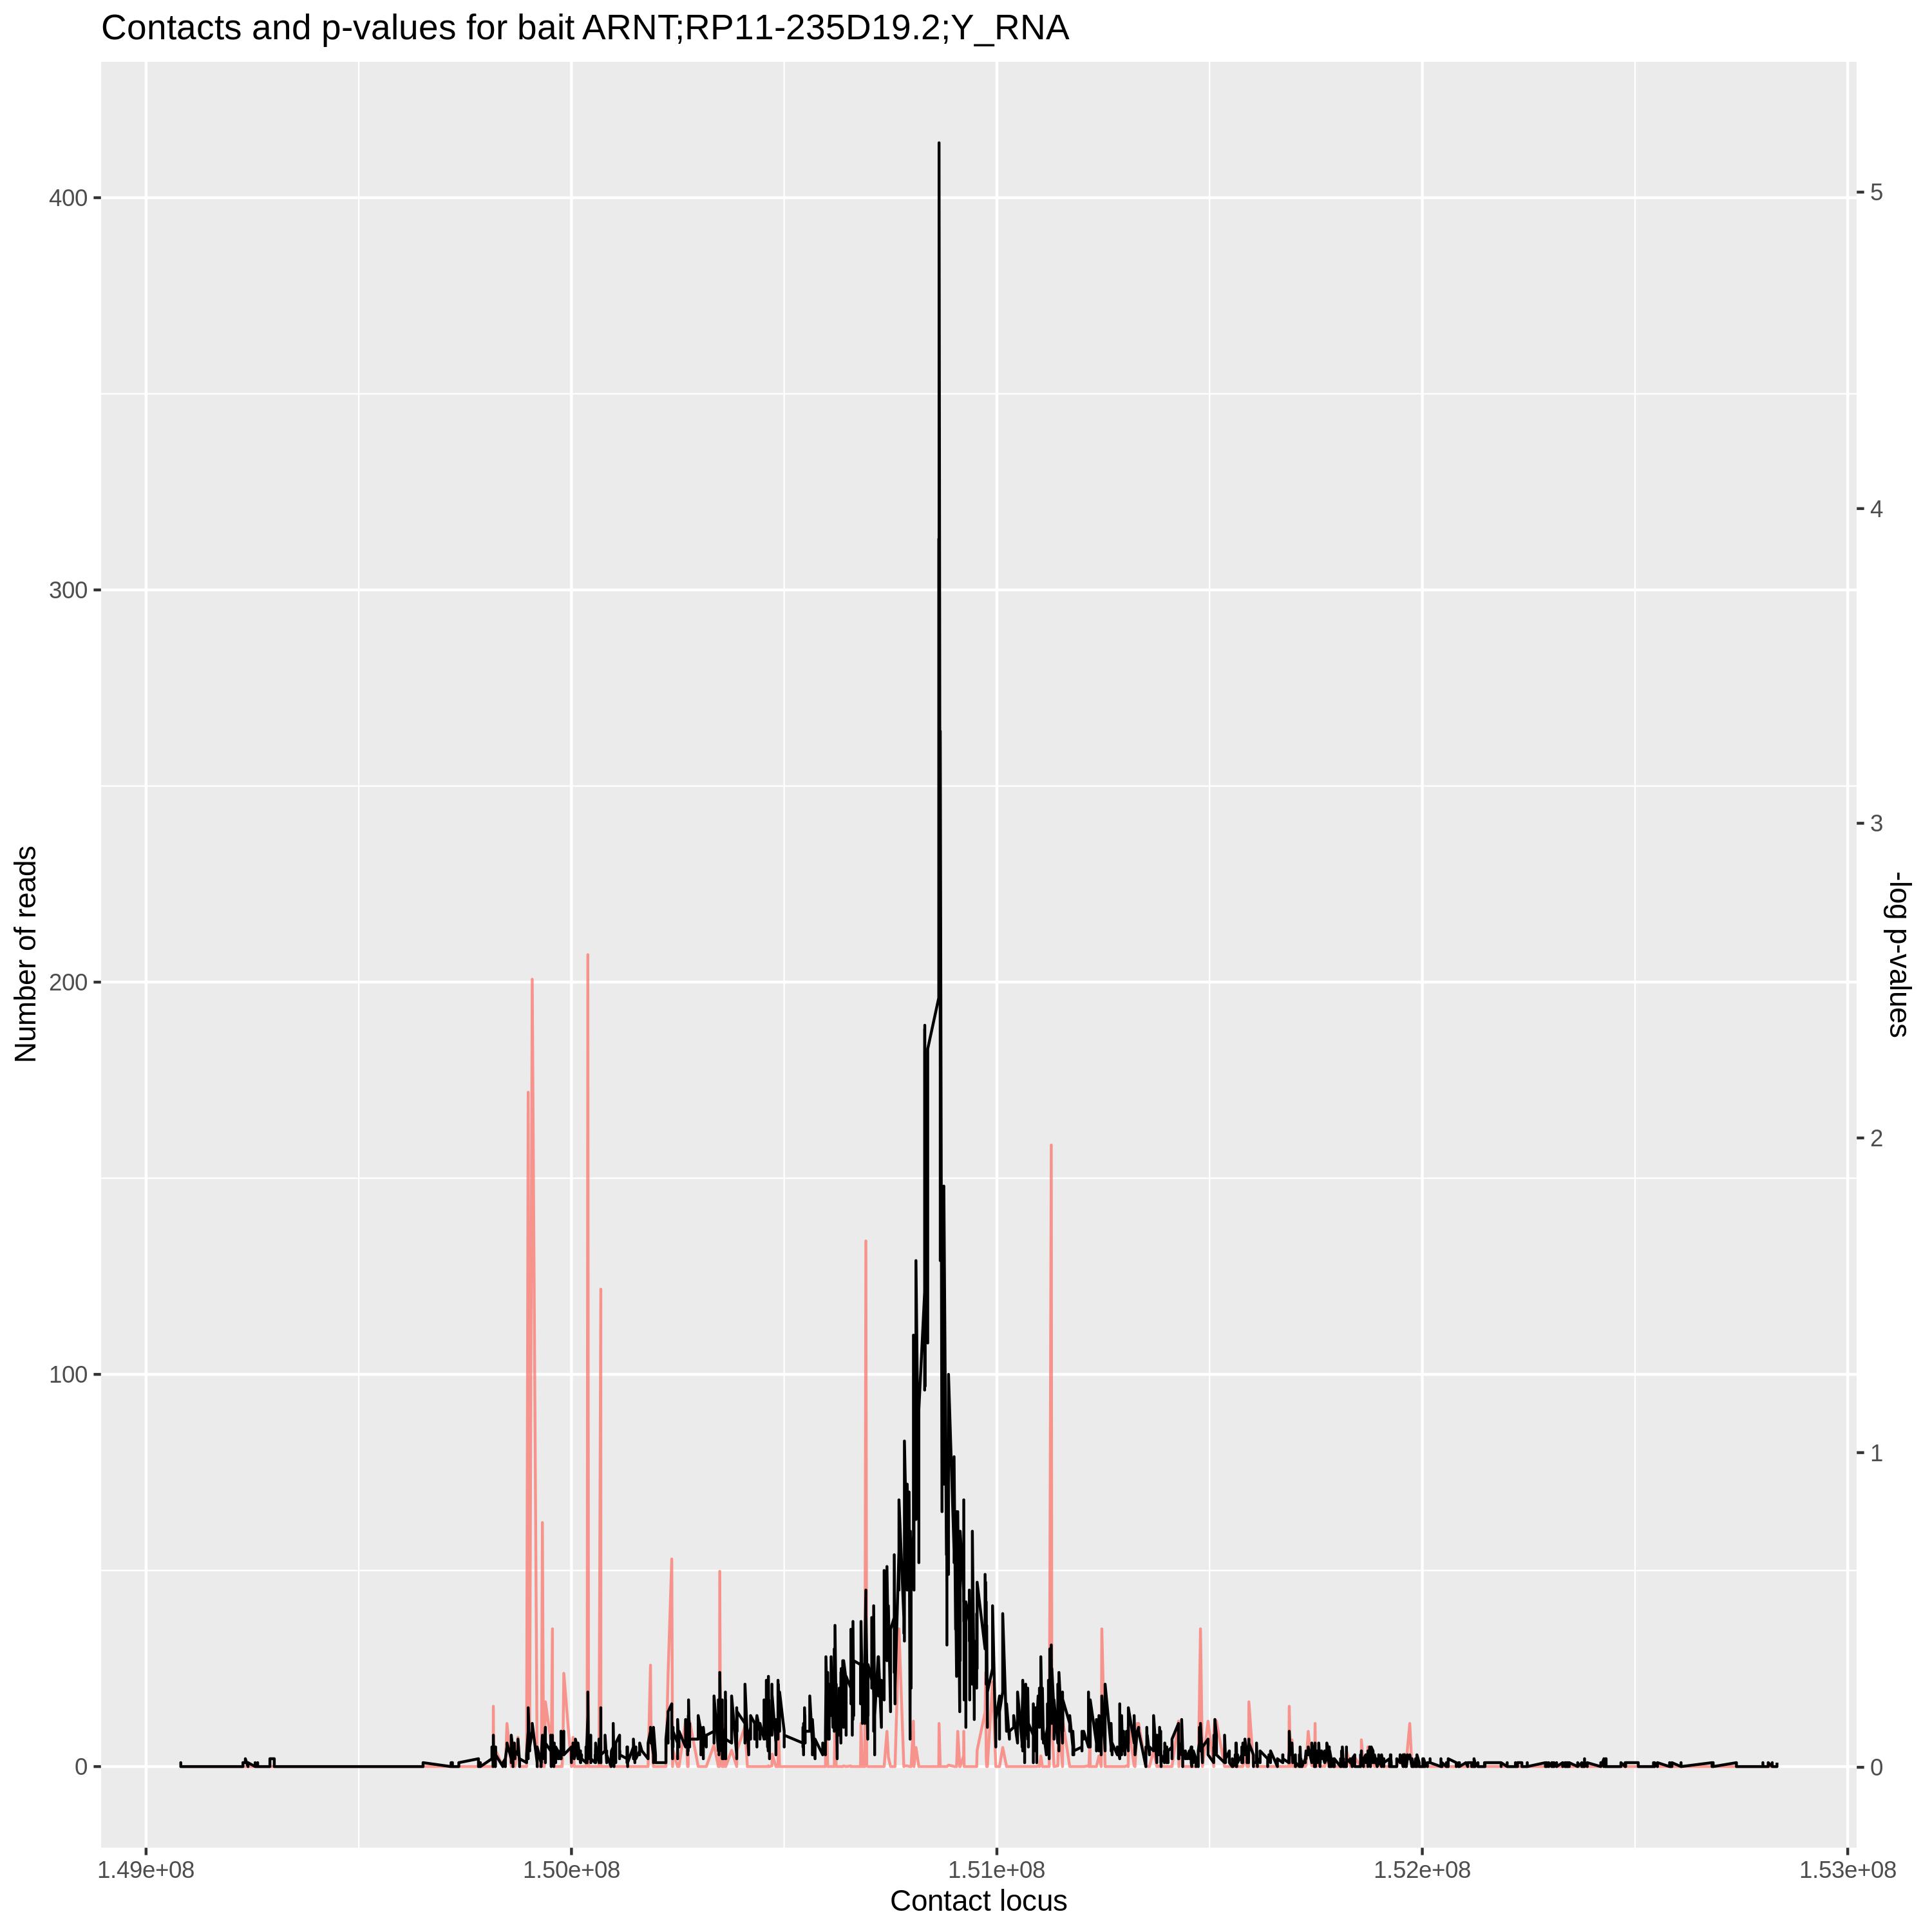 Contacts and p-values for bait ARNT;RP11-235D19.2;Y_RNA
400
300
200
100
0
Number of reads
5
4
3
2
1
0
-log p-values
1.49e+08 1.50e+08 1.51e+08 1.52e+08 1.53e+08
Contact locus